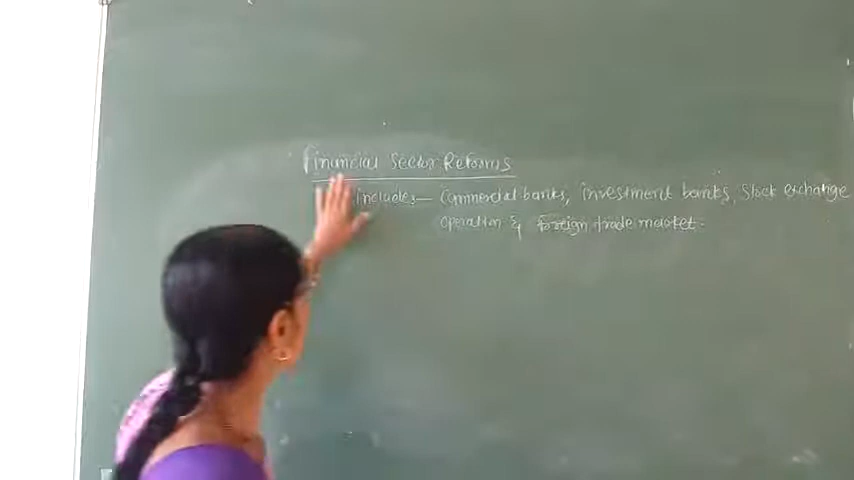 Financial Sector Reforms
includes — Commercial banks, investment banks, Stock exchange
operation & foreign trade market.